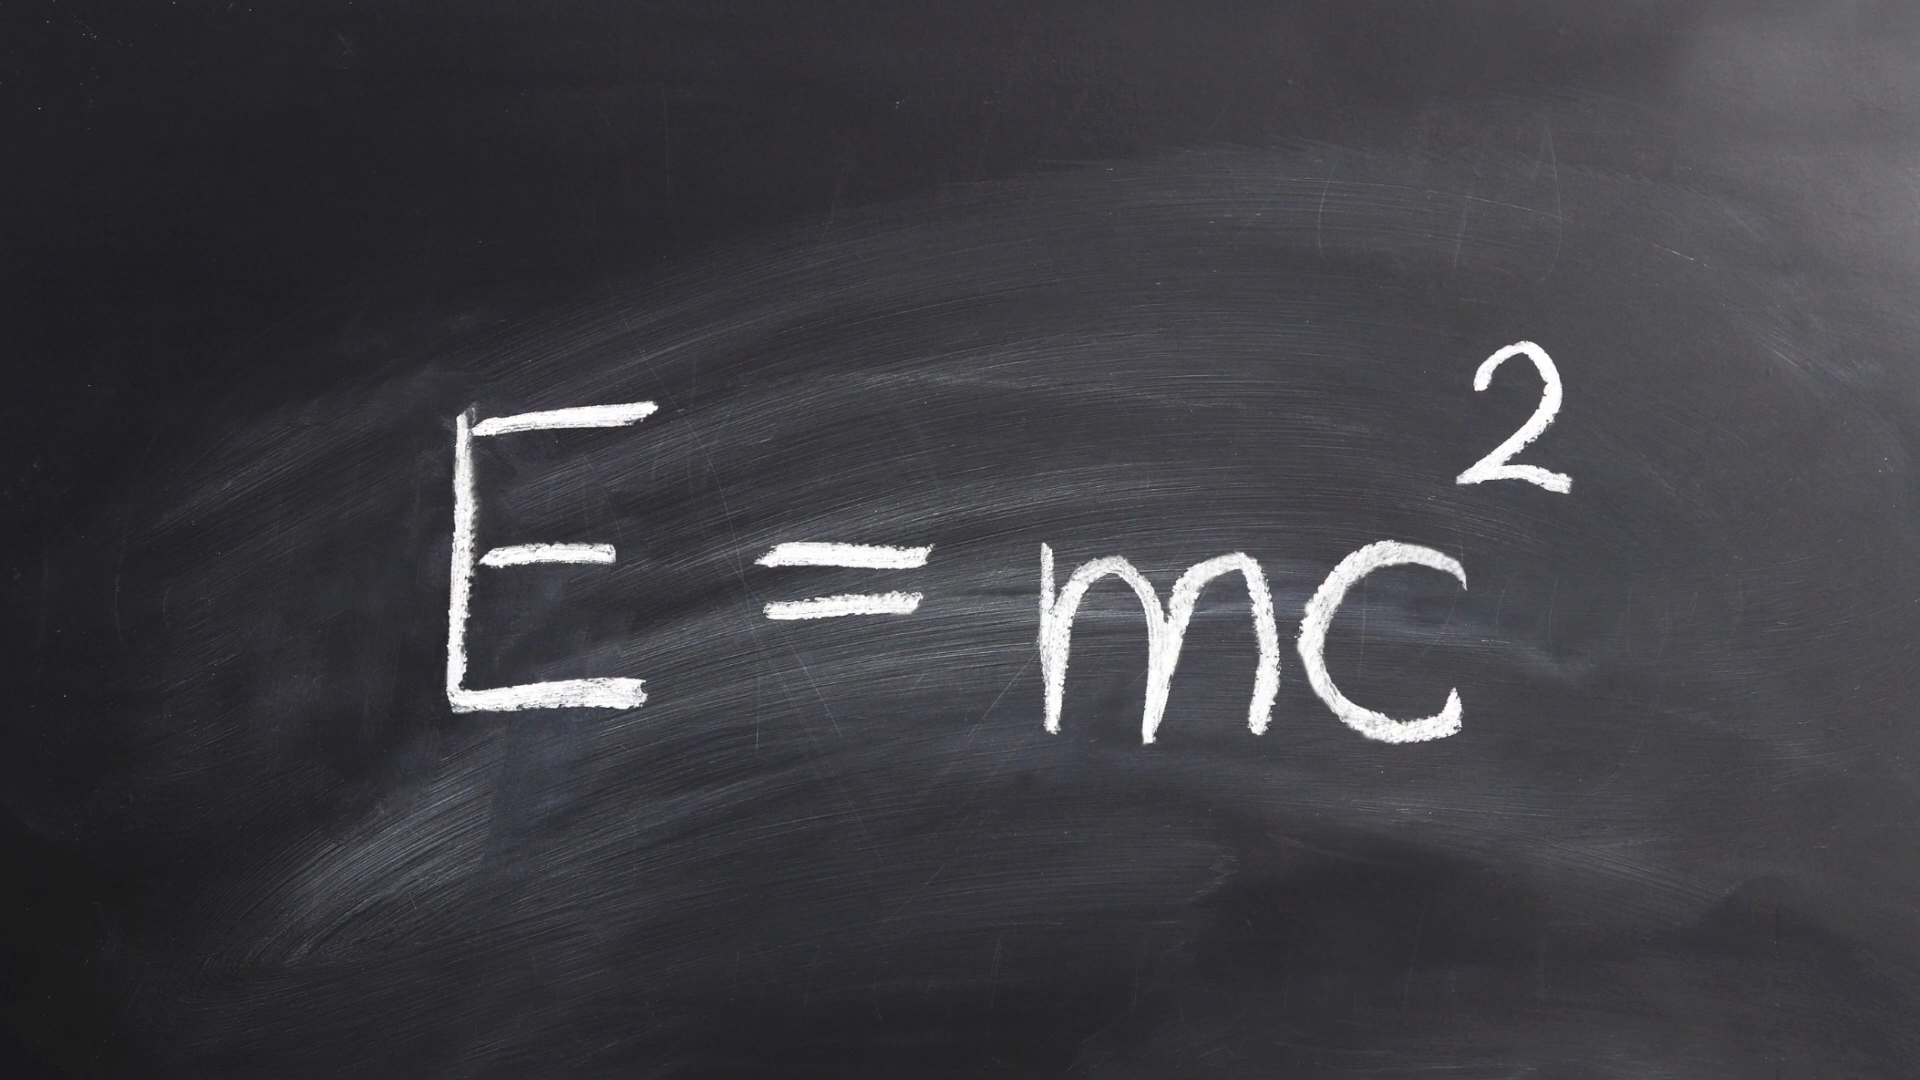 E = mc²